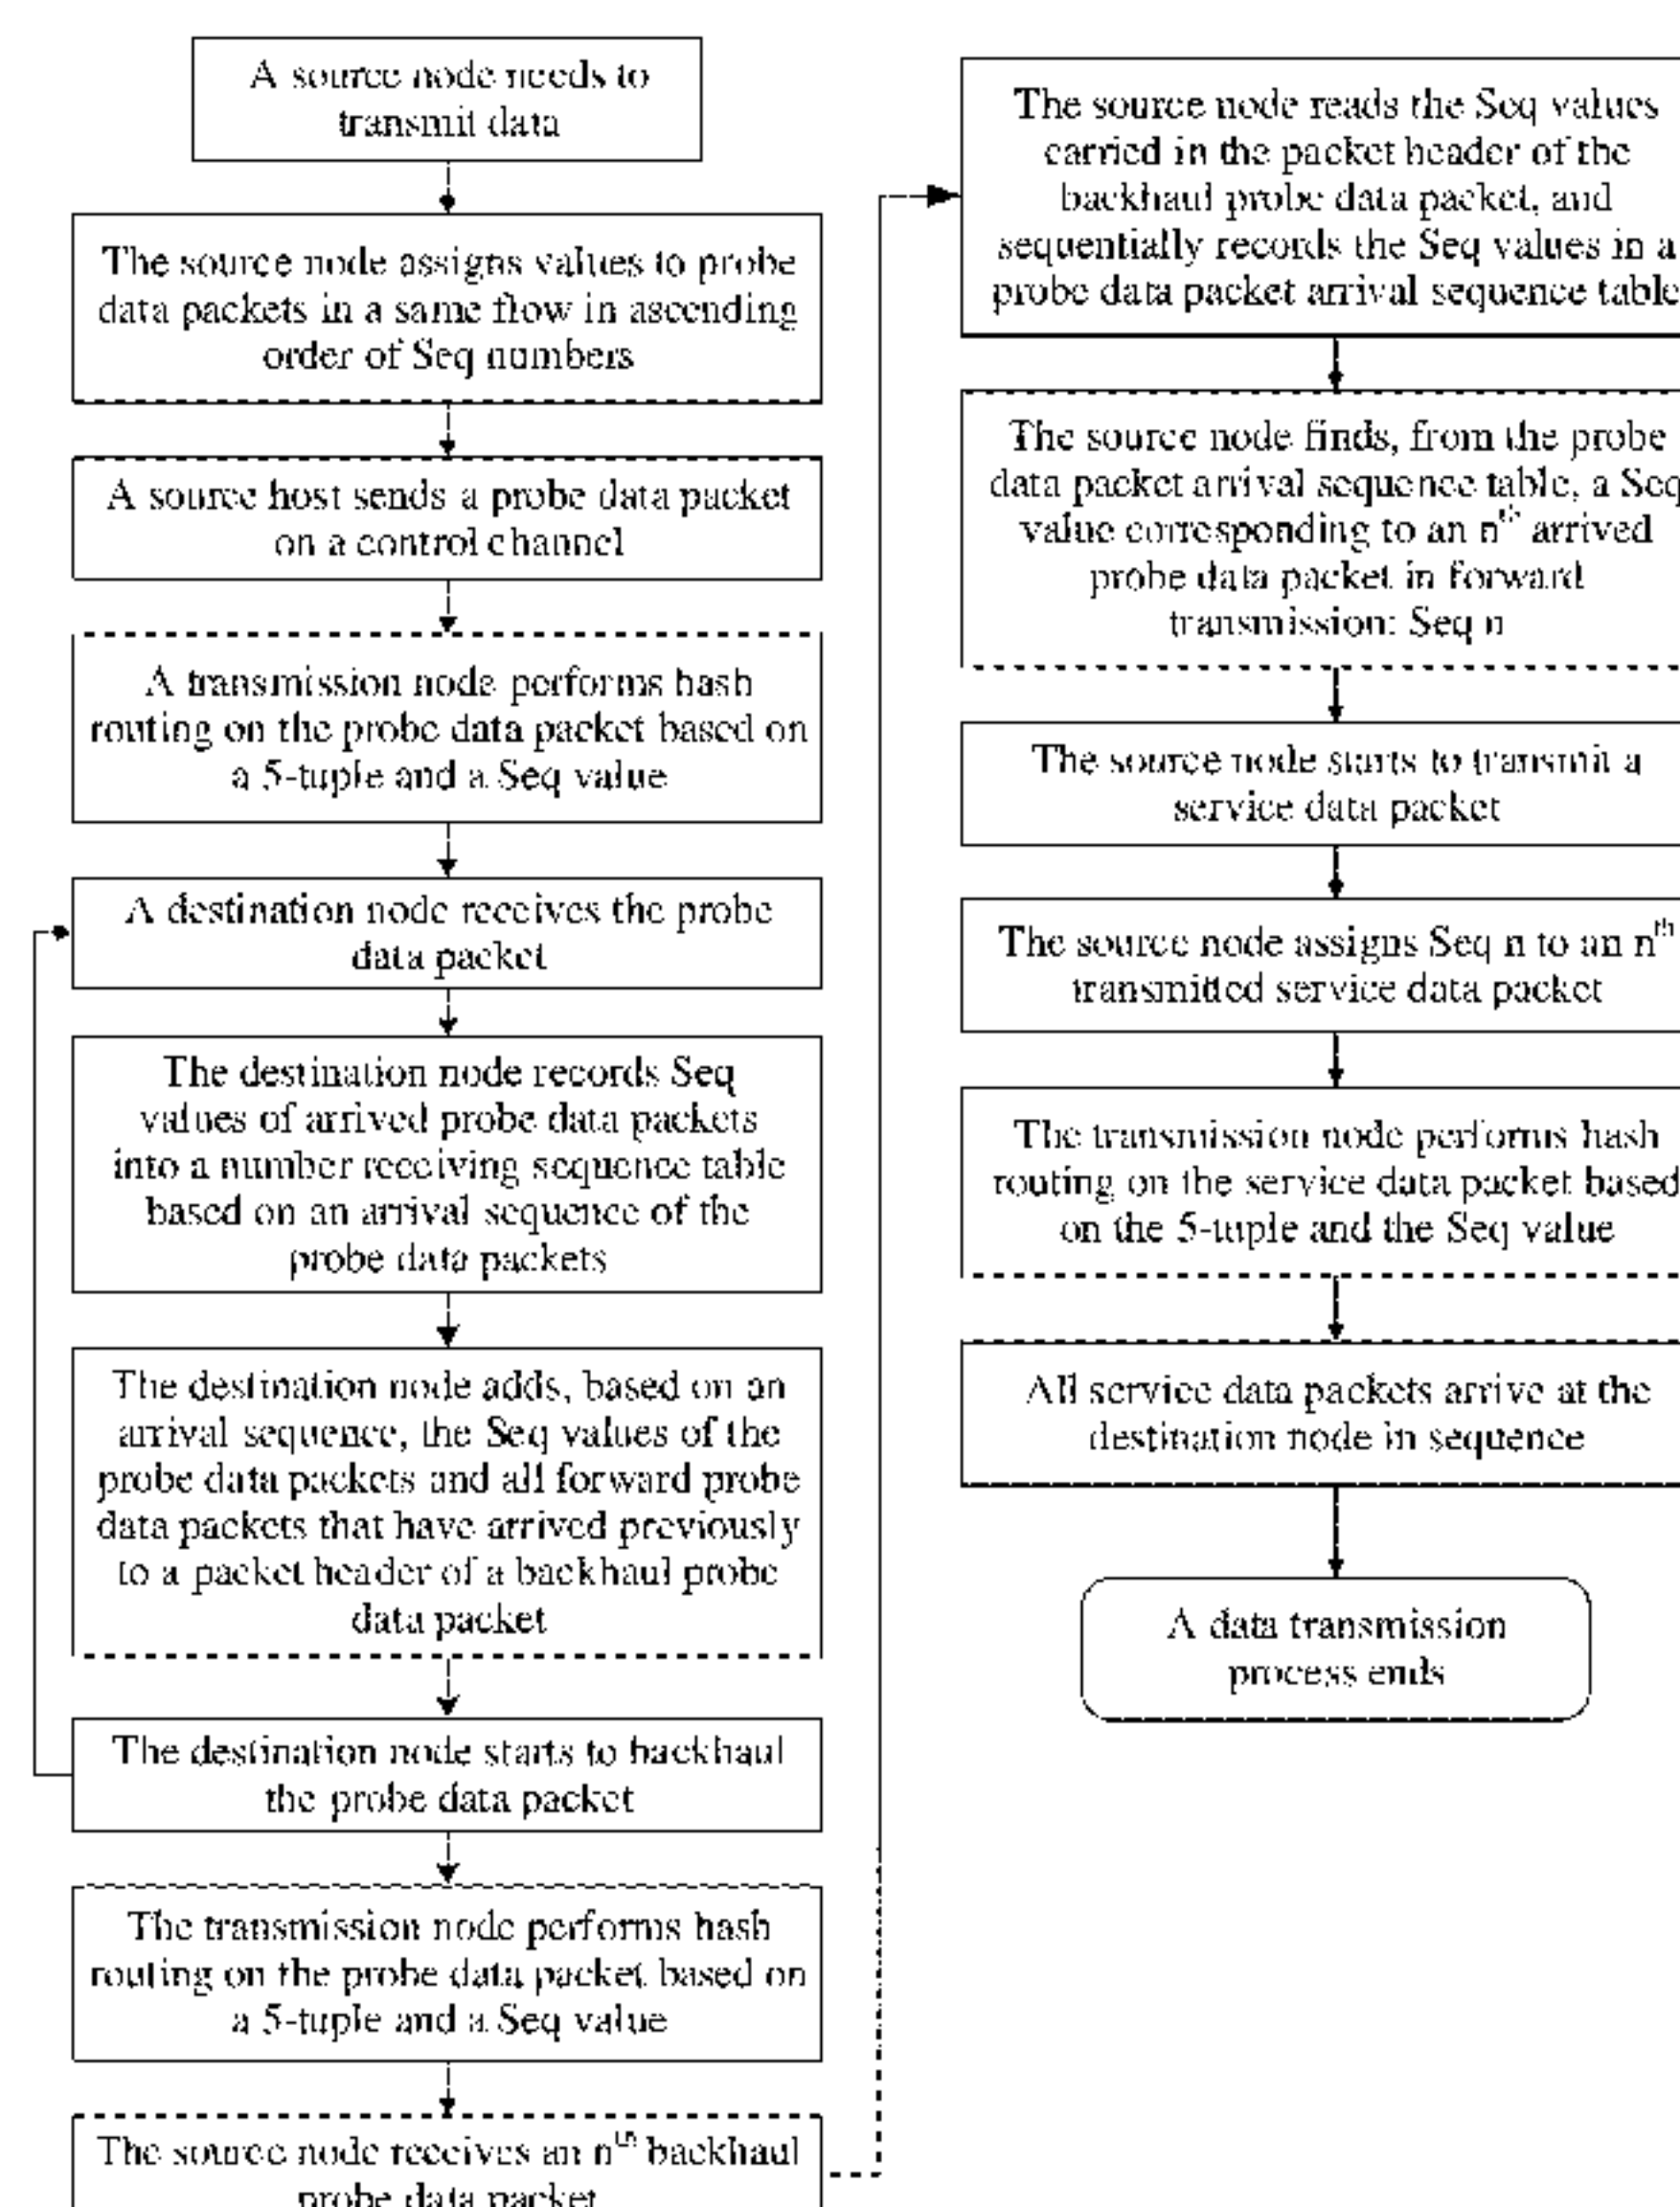 A source node needs to
transmit data
The source node assigns values to probe
data packets in a same flow in ascending
order of Seq numbers
A source host sends a probe data packet
on a control channel
A transmission node performs hash
routing on the probe data packet based on
a 5-tuple and a Seq value
A destination node receives the probe
data packet
The destination node records Seq
values of arrived probe data packets
into a number receiving sequence table
based on an arrival sequence of the
probe data packets
The destination node adds, based on an
arrival sequence, the Seq values of the
probe data packets and all forward probe
data packets that have arrived previously
to a packet header of a backhaul probe
data packet
The destination node starts to backhaul
the probe data packet
The transmission node performs hash
routing on the probe data packet based on
a 5-tuple and a Seq value
The source node receives an nth backhaul
probe data packet
The source node reads the Seq values
carried in the packet header of the
backhaul probe data packet, and
sequentially records the Seq values in a
probe data packet arrival sequence table
The source node finds, from the probe
data packet arrival sequence table, a Seq
value corresponding to an nth arrived
probe data packet in forward
transmission: Seq n
The source node starts to transmit a
service data packet
The source node assigns Seq n to an nth
transmitted service data packet
The transmission node performs hash
routing on the service data packet based
on the 5-tuple and the Seq value
All service data packets arrive at the
destination node in sequence
A data transmission
process ends